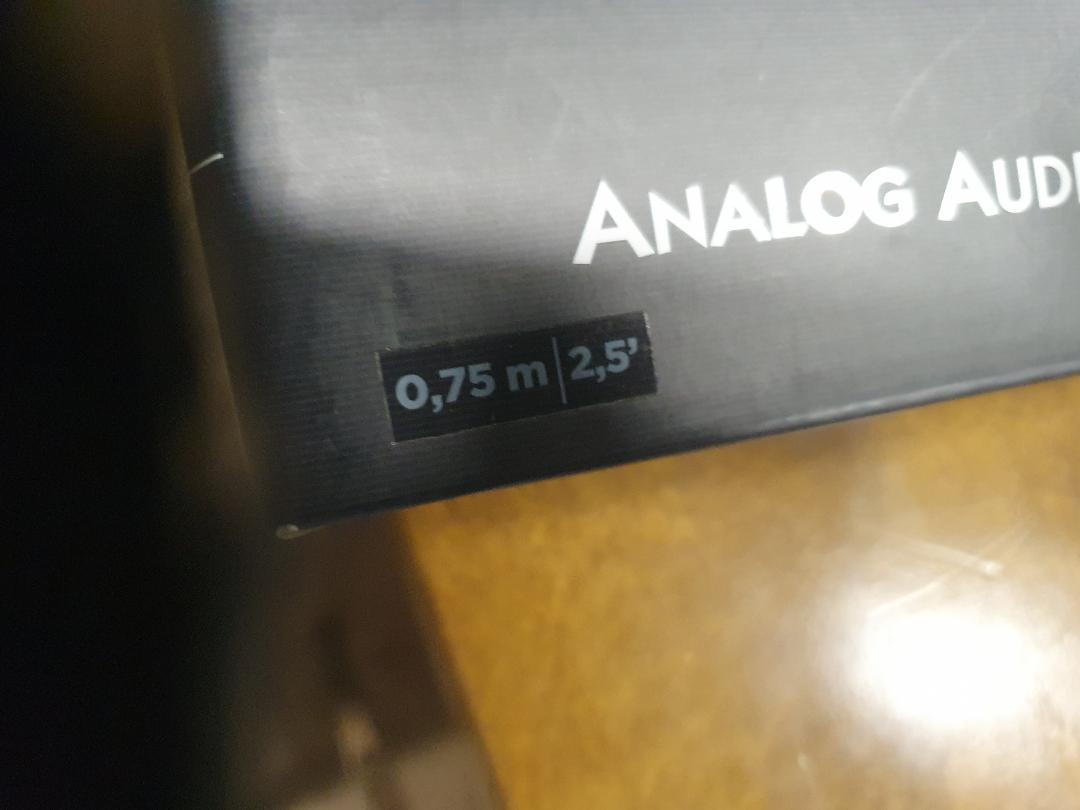 ANALOG AUDI
0,75 m | 2,5’